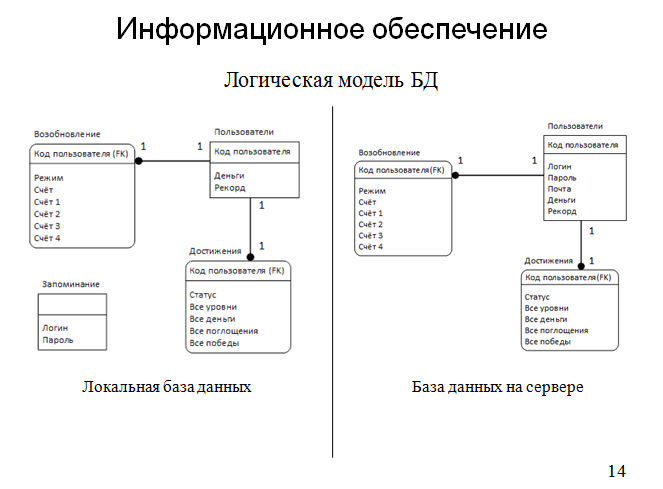 Информационное обеспечение
Логическая модель БД
Возобновление
Код пользователя (FK)
Режим
Счёт
Счёт 1
Счёт 2
Счёт 3
Счёт 4
1
1
Пользователи
Код пользователя
Деньги
Рекорд
1
1
Достижения
Код пользователя (FK)
Статус
Все уровни
Все деньги
Все поглощения
Все победы
Запоминание
Логин
Пароль
Локальная база данных
Возобновление
Код пользователя(FK)
Режим
Счёт
Счёт 1
Счёт 2
Счёт 3
Счёт 4
1
1
Пользователи
Код пользователя
Логин
Пароль
Почта
Деньги
Рекорд
1
1
Достижения
Код пользователя(FK)
Статус
Все уровни
Все деньги
Все поглощения
Все победы
База данных на сервере
14